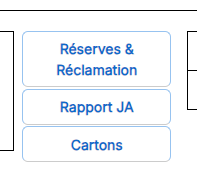 Réserves &
Réclamation
Rapport JA
Cartons